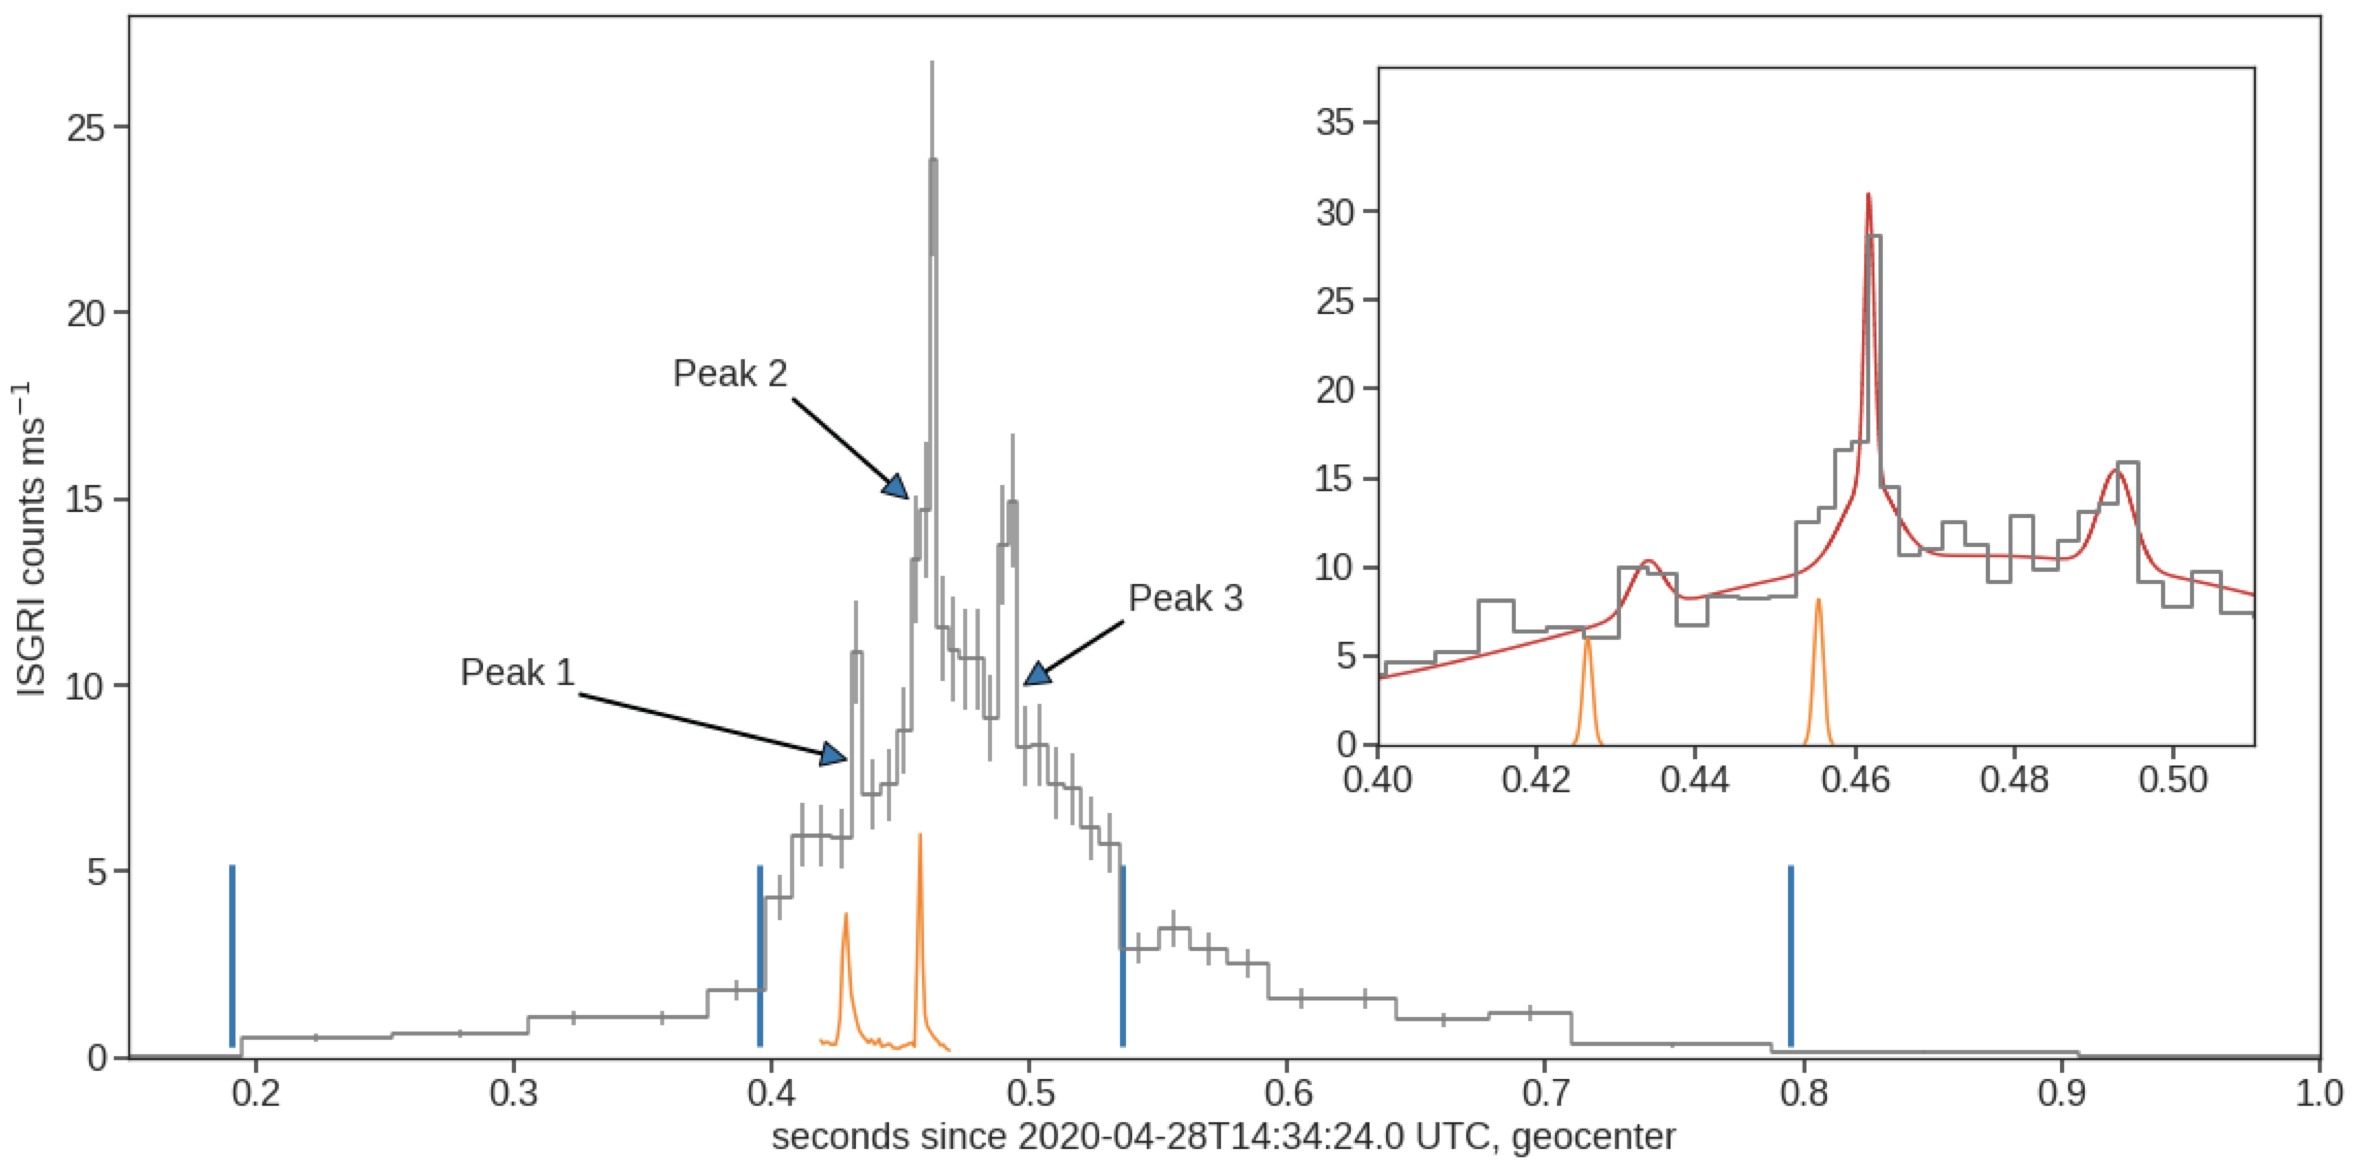 25
20
15
10
5
0
ISGRI counts ms⁻¹
Peak 2
Peak 1
Peak 3
35
30
25
20
15
10
5
0
0.40 0.42 0.44 0.46 0.48 0.50
0.2 0.3 0.4 0.5 0.6 0.7 0.8 0.9 1.0
seconds since 2020-04-28T14:34:24.0 UTC, geocenter